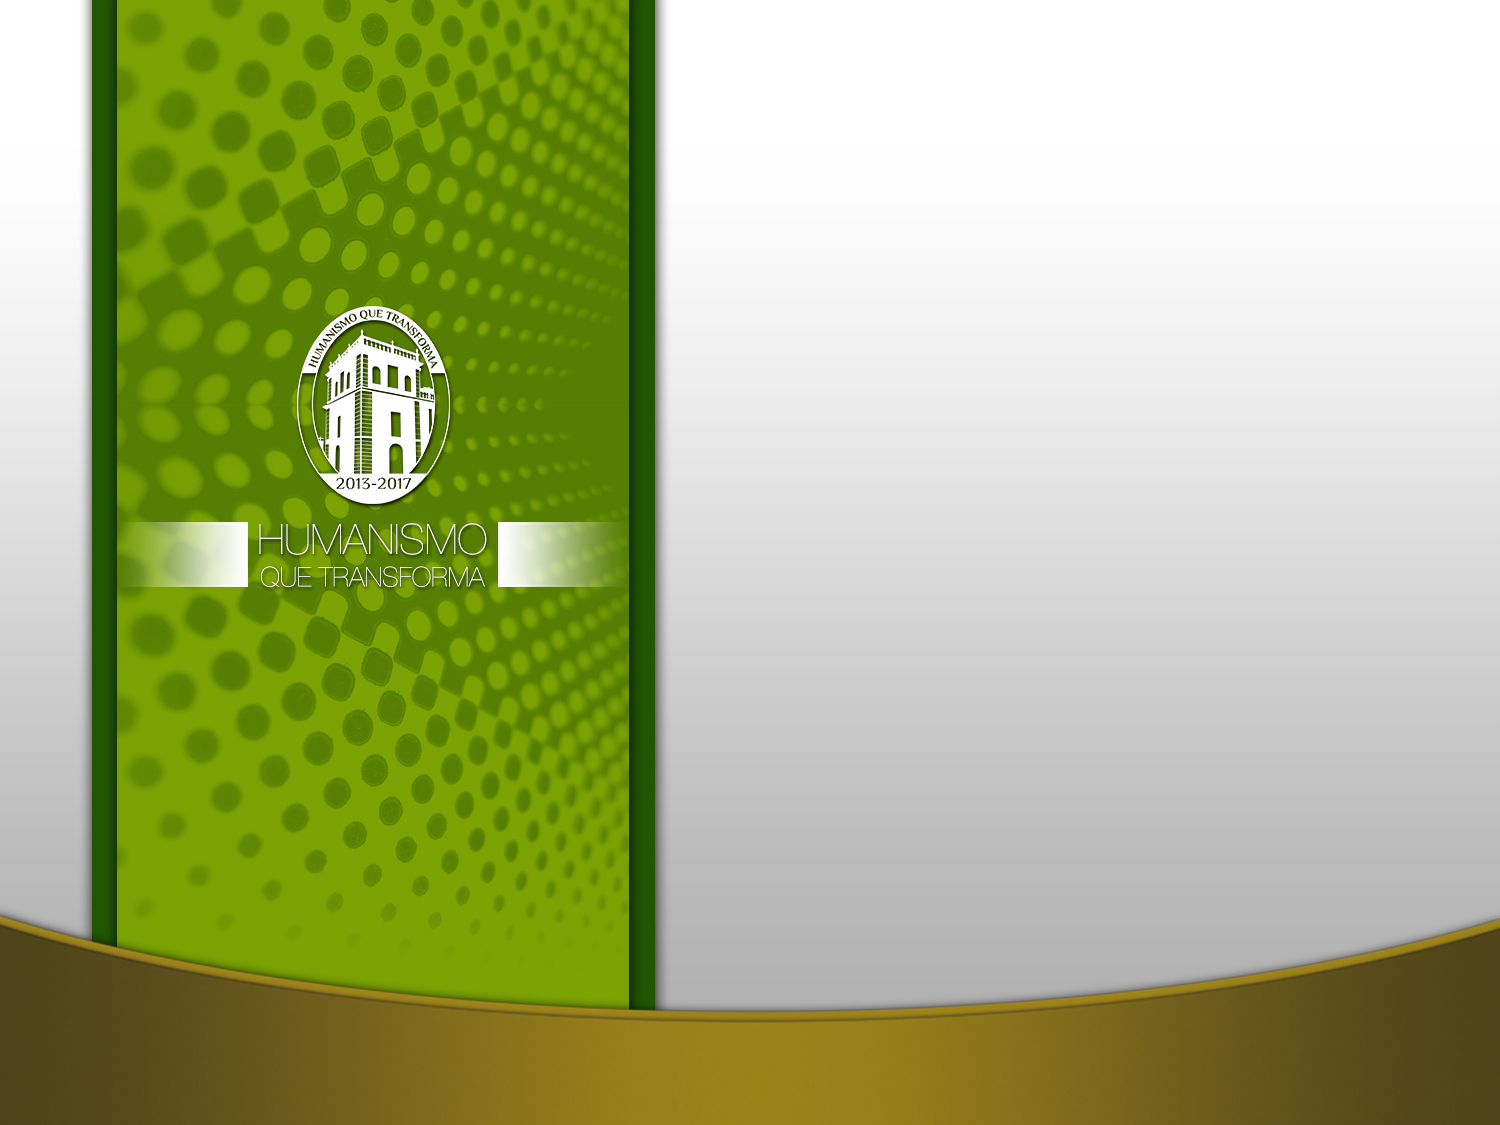 HUMANISMO QUE TRANSFORMA
2013-2017
HUMANISMO
QUE TRANSFORMA